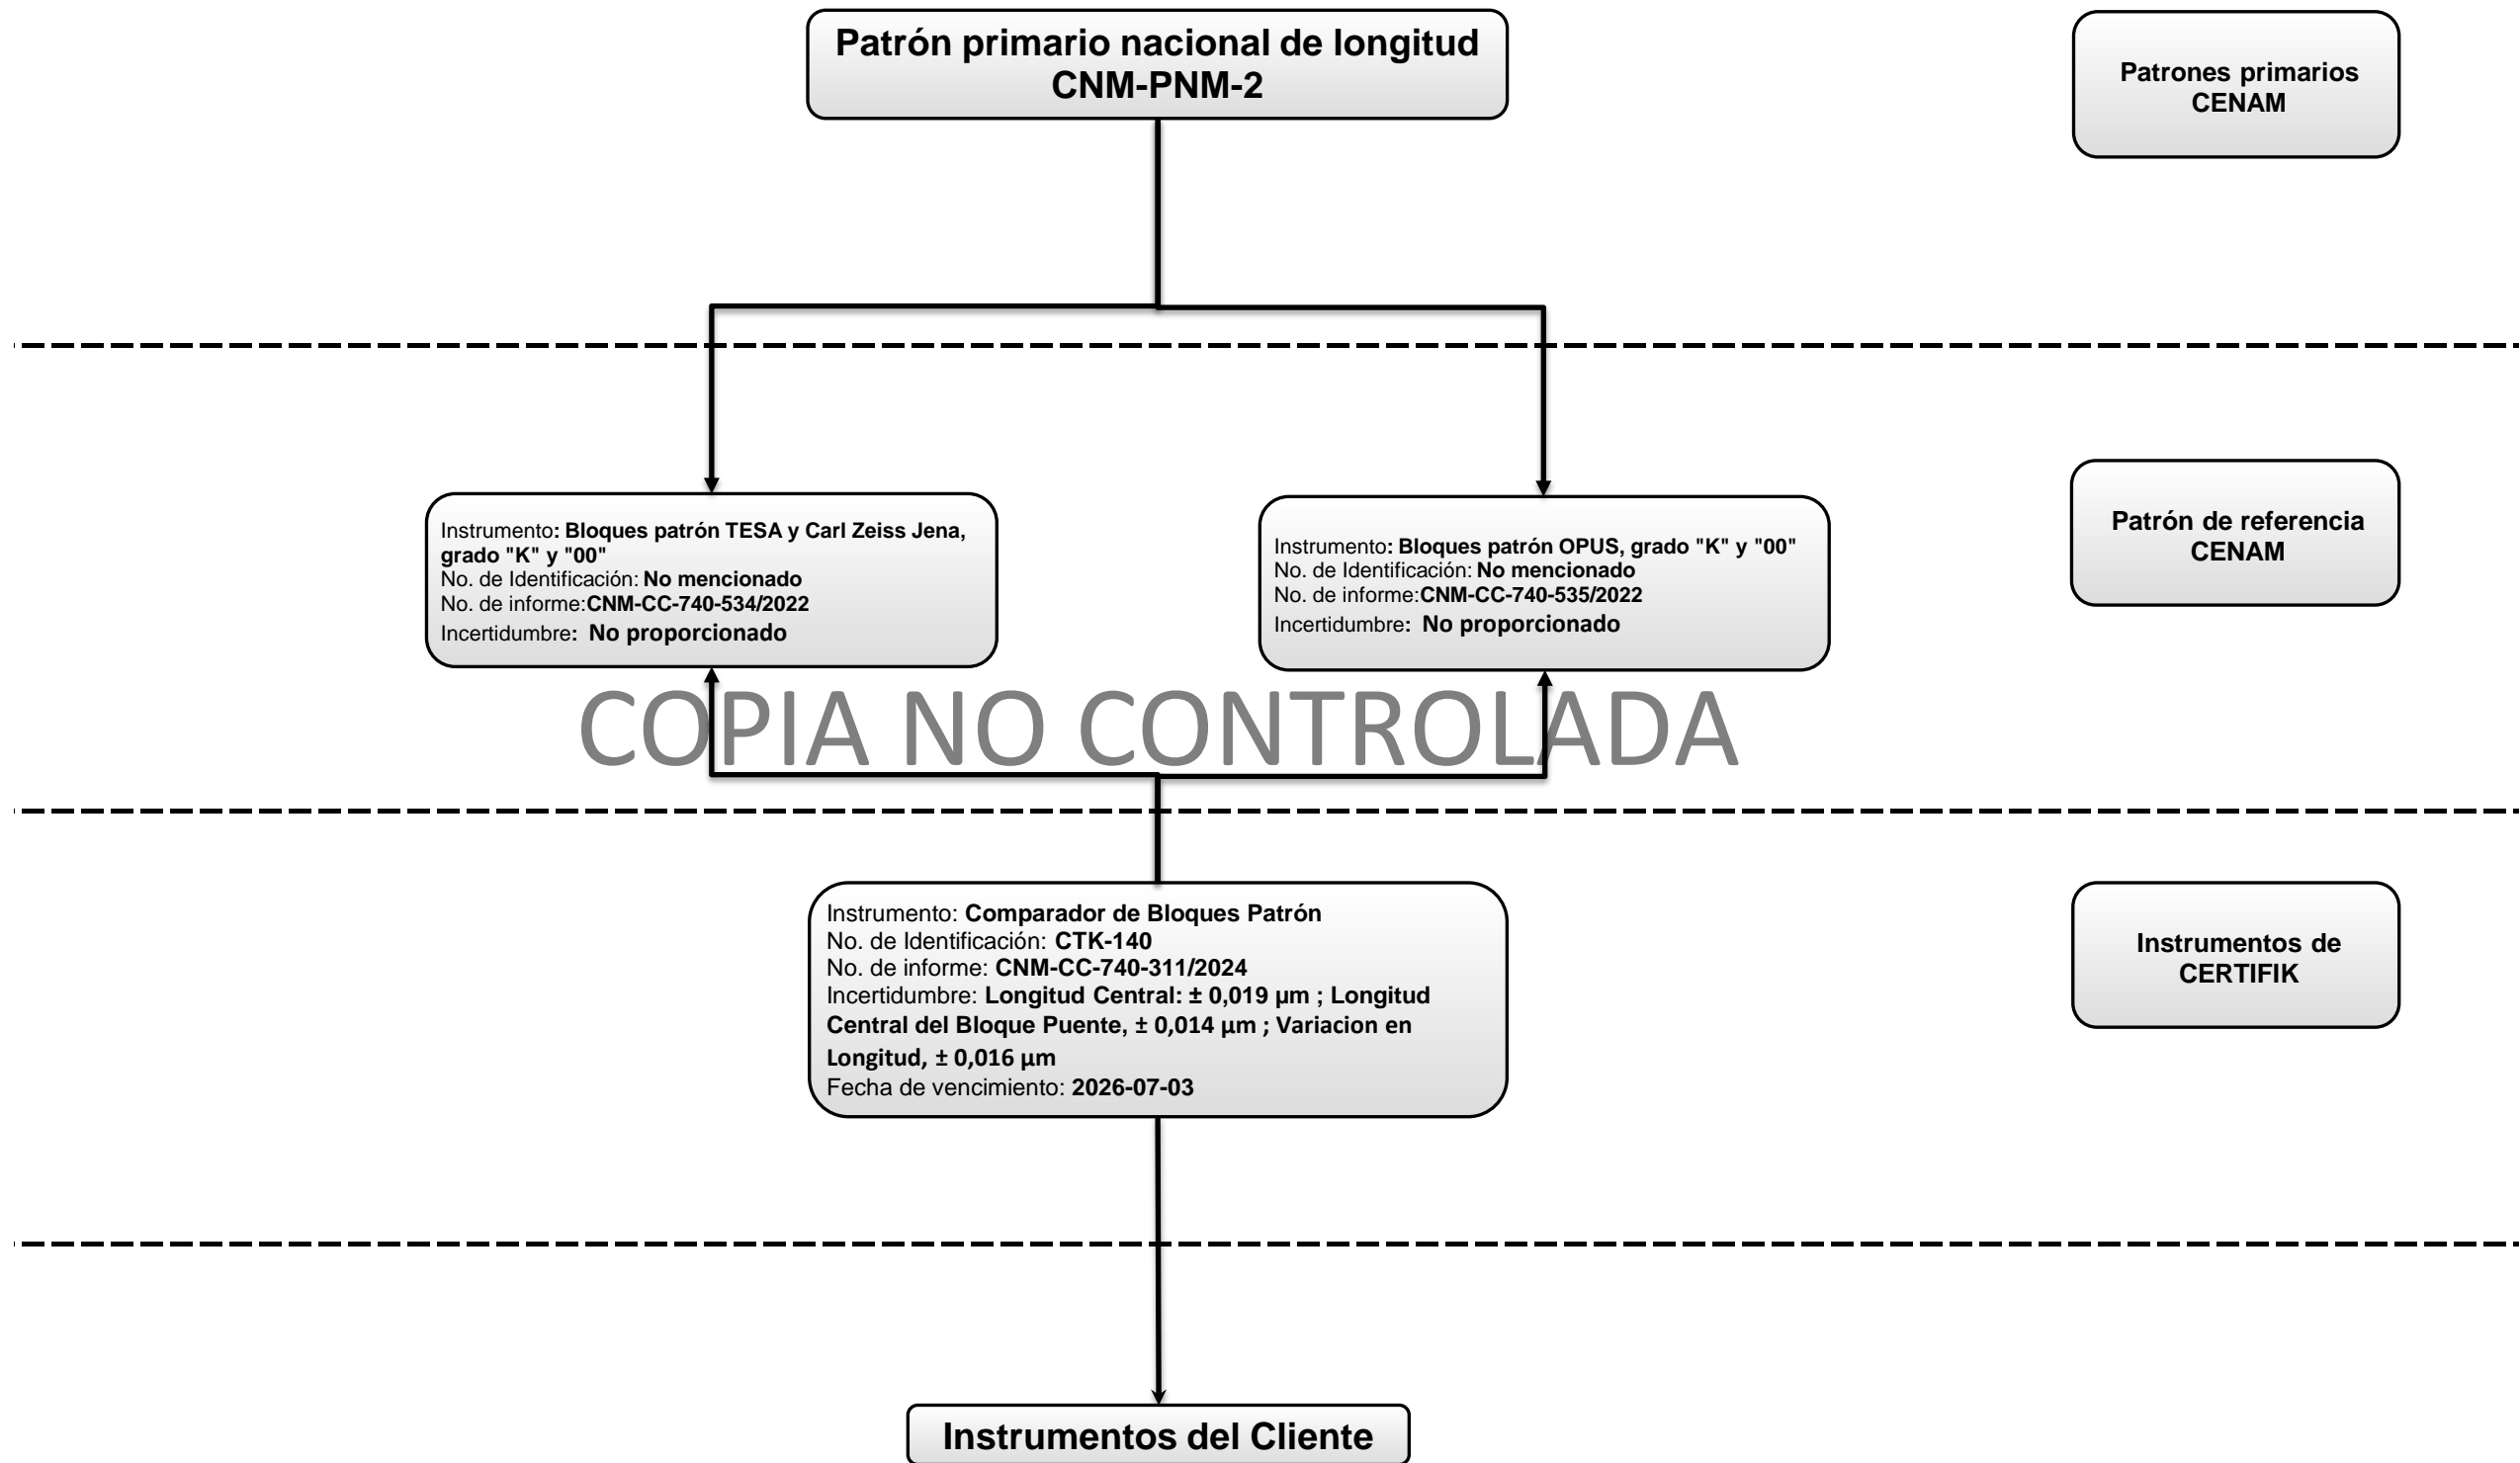 Patrón primario nacional de longitud
CNM-PNM-2
Patrones primarios
CENAM
Instrumento: Bloques patrón TESA y Carl Zeiss Jena,
grado "K" y "00"
No. de Identificación: No mencionado
No. de informe:CNM-CC-740-534/2022
Incertidumbre: No proporcionado
Instrumento: Bloques patrón OPUS, grado "K" y "00"
No. de Identificación: No mencionado
No. de informe:CNM-CC-740-535/2022
Incertidumbre: No proporcionado
Patrón de referencia
CENAM
COPIA NO CONTROLADA
Instrumento: Comparador de Bloques Patrón
No. de Identificación: CTK-140
No. de informe: CNM-CC-740-311/2024
Incertidumbre: Longitud Central: ± 0,019 µm ; Longitud
Central del Bloque Puente, ± 0,014 µm ; Variacion en
Longitud, ± 0,016 µm
Fecha de vencimiento: 2026-07-03
Instrumentos de
CERTIFIK
Instrumentos del Cliente